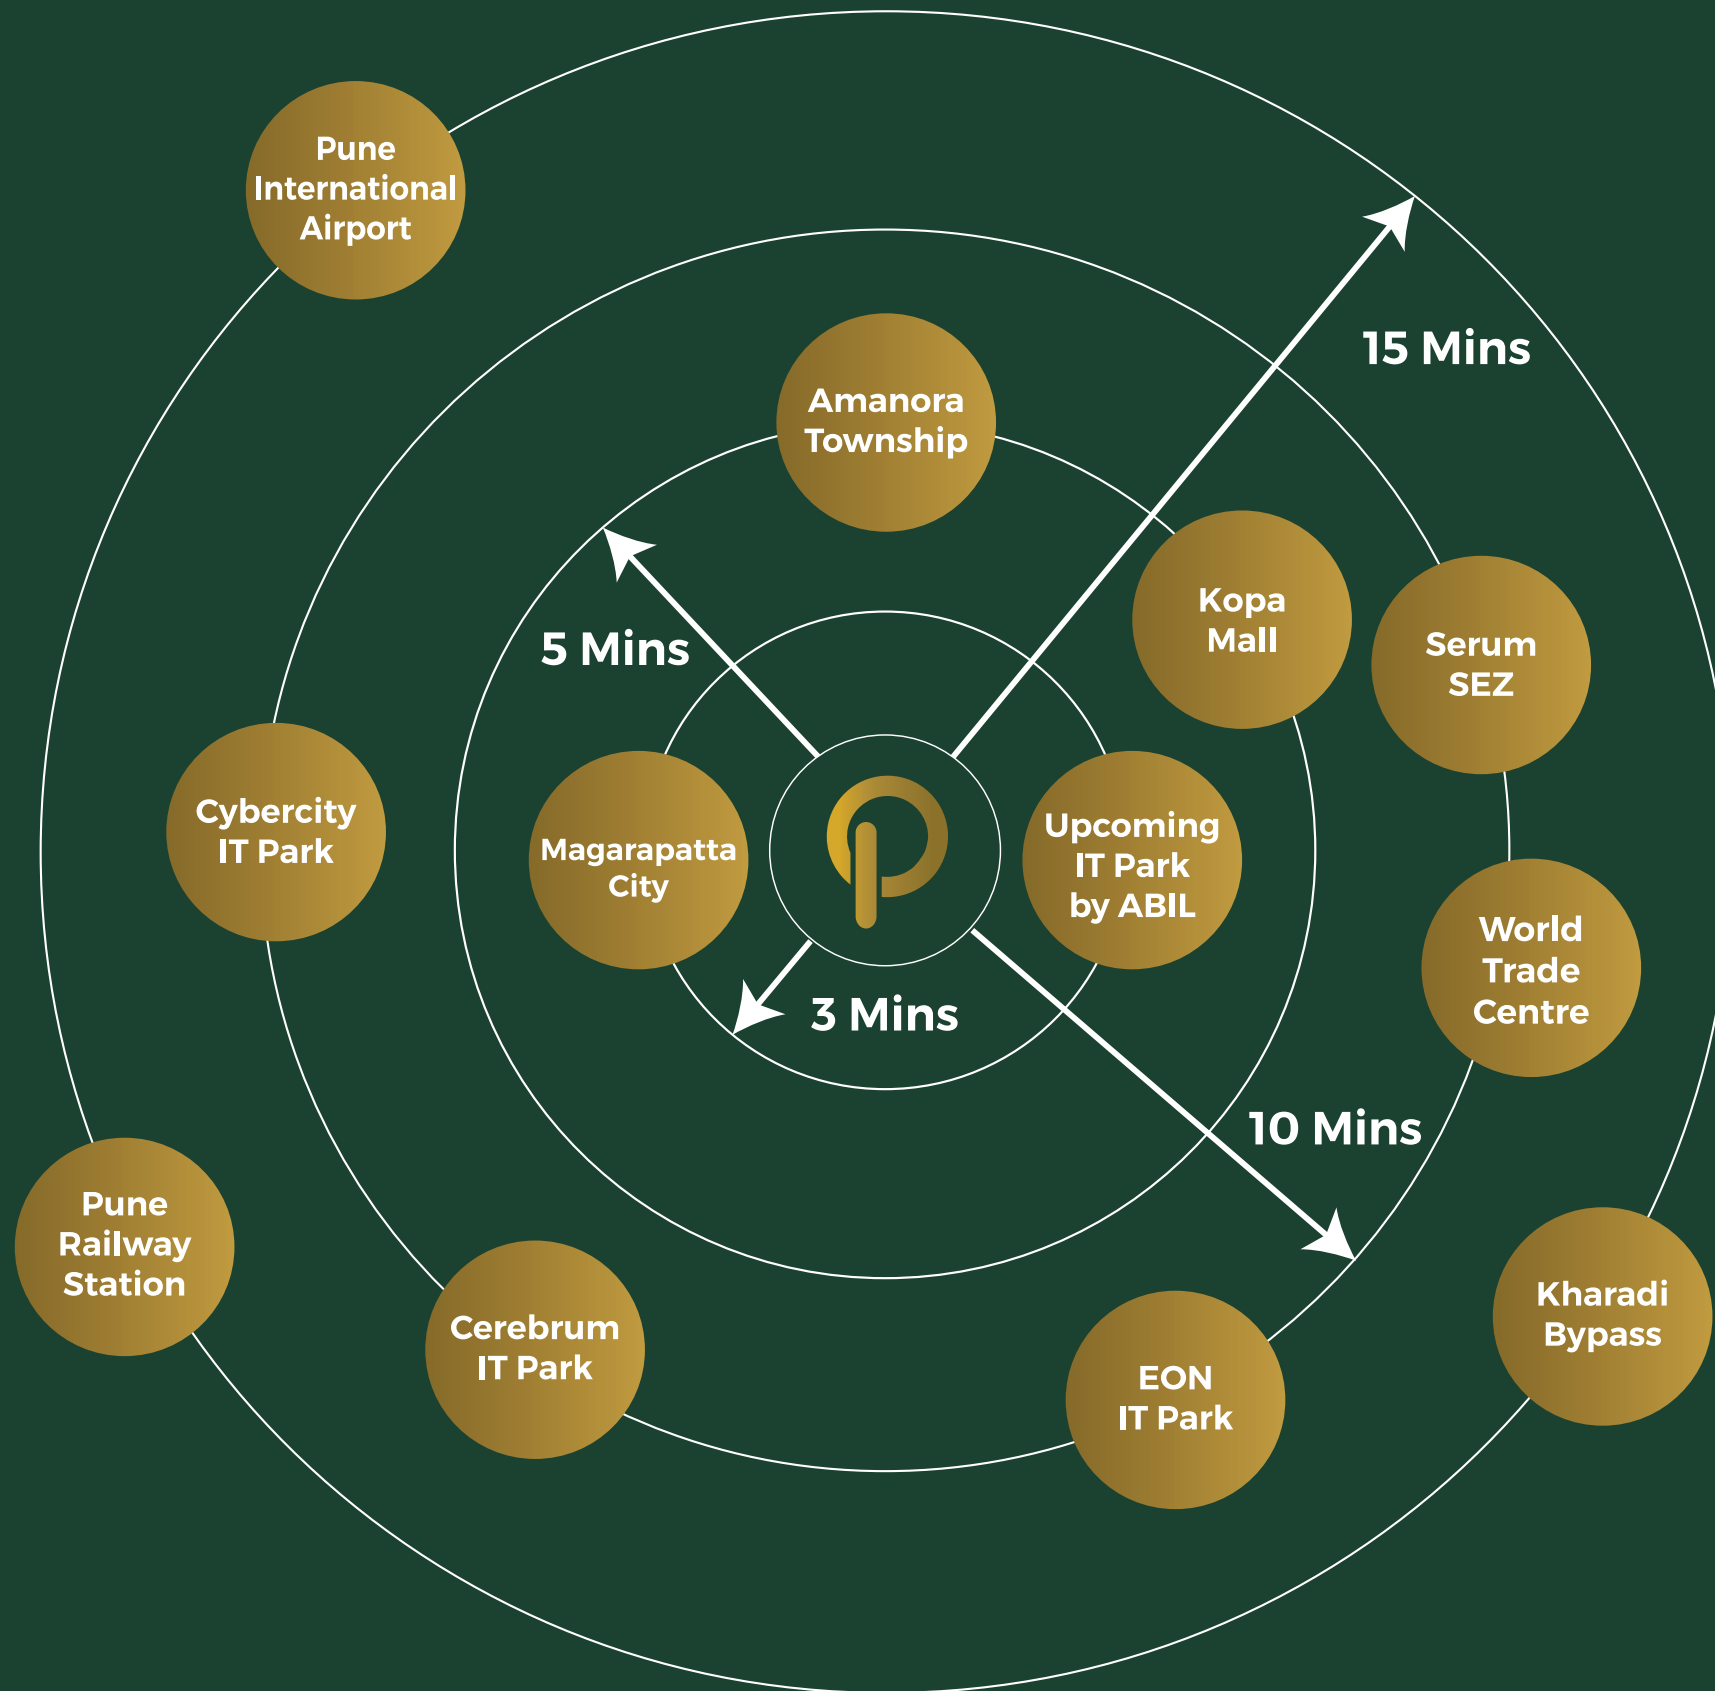 Pune
International
Airport
15 Mins
Amanora
Township
5 Mins
Kopa
Mall
Serum
SEZ
Cybercity
IT Park
Magarapatta
City
Upcoming
IT Park
by ABIL
World
Trade
Centre
3 Mins
10 Mins
Pune
Railway
Station
Cerebrum
IT Park
EON
IT Park
Kharadi
Bypass